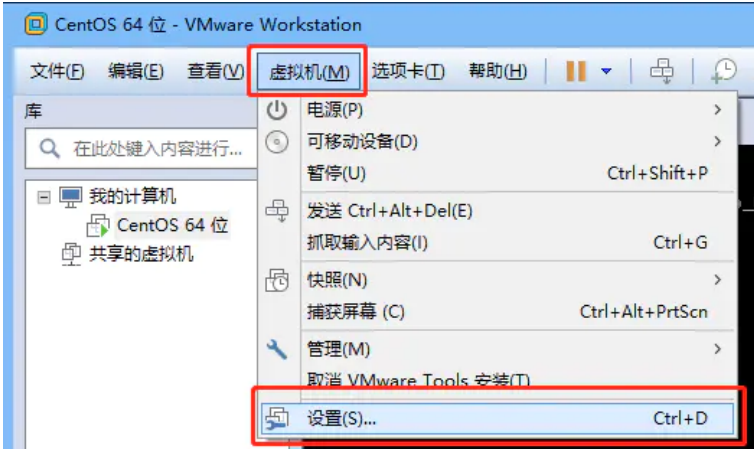 CentOS 64 位 - VMware Workstation
文件(F) 编辑(E) 查看(V) 虚拟机(M) 选项卡(T) 帮助(H)
库
在此处键入内容进行...
我的计算机
CentOS 64 位
共享的虚拟机
电源(P)
可移动设备(D)
暂停(U) Ctrl+Shift+P
发送 Ctrl+Alt+Del(E)
抓取输入内容(I) Ctrl+G
快照(N)
捕获屏幕 (C) Ctrl+Alt+PrtScn
管理(M)
取消 VMware Tools 安装(T)
设置(S)... Ctrl+D